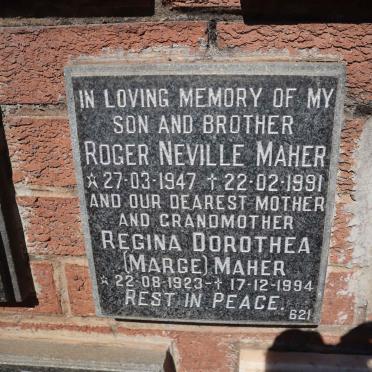 IN LOVING MEMORY OF MY
SON AND BROTHER
ROGER NEVILLE MAHER
☆ 27-03-1947 † 22-02-1991
AND OUR DEAREST MOTHER
AND GRANDMOTHER
REGINA DOROTHEA
(MARGE) MAHER
☆ 22-08-1923-† 17-12-1994
REST IN PEACE.
621